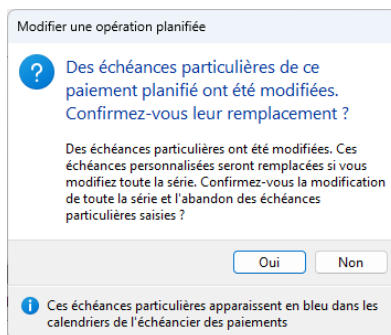 Modifier une opération planifiée
Des échéances particulières de ce
paiement planifié ont été modifiées.
Confirmez-vous leur remplacement ?
Des échéances particulières ont été modifiées. Ces
échéances personnalisées seront remplacées si vous
modifiez toute la série. Confirmez-vous la modification
de toute la série et l'abandon des échéances
particulières saisies ?
Oui
Non
Ces échéances particulières apparaissent en bleu dans les
calendriers de l'échéancier des paiements